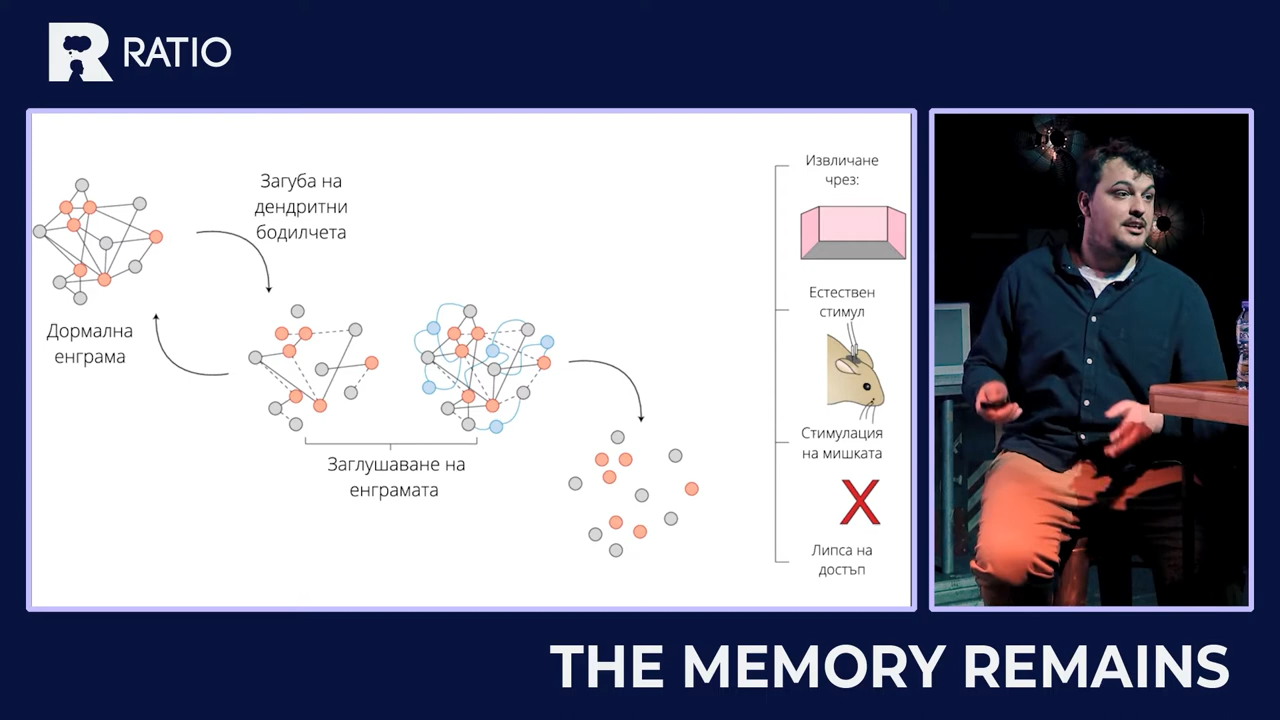 RATIO
Загуба на
дендритни
бодилчета
Дормална
енграма
Заглушаване на
енграмата
Извличане
чрез:
Естествен
стимул
Стимулация
на мишката
X
Липса на
достъп
THE MEMORY REMAINS